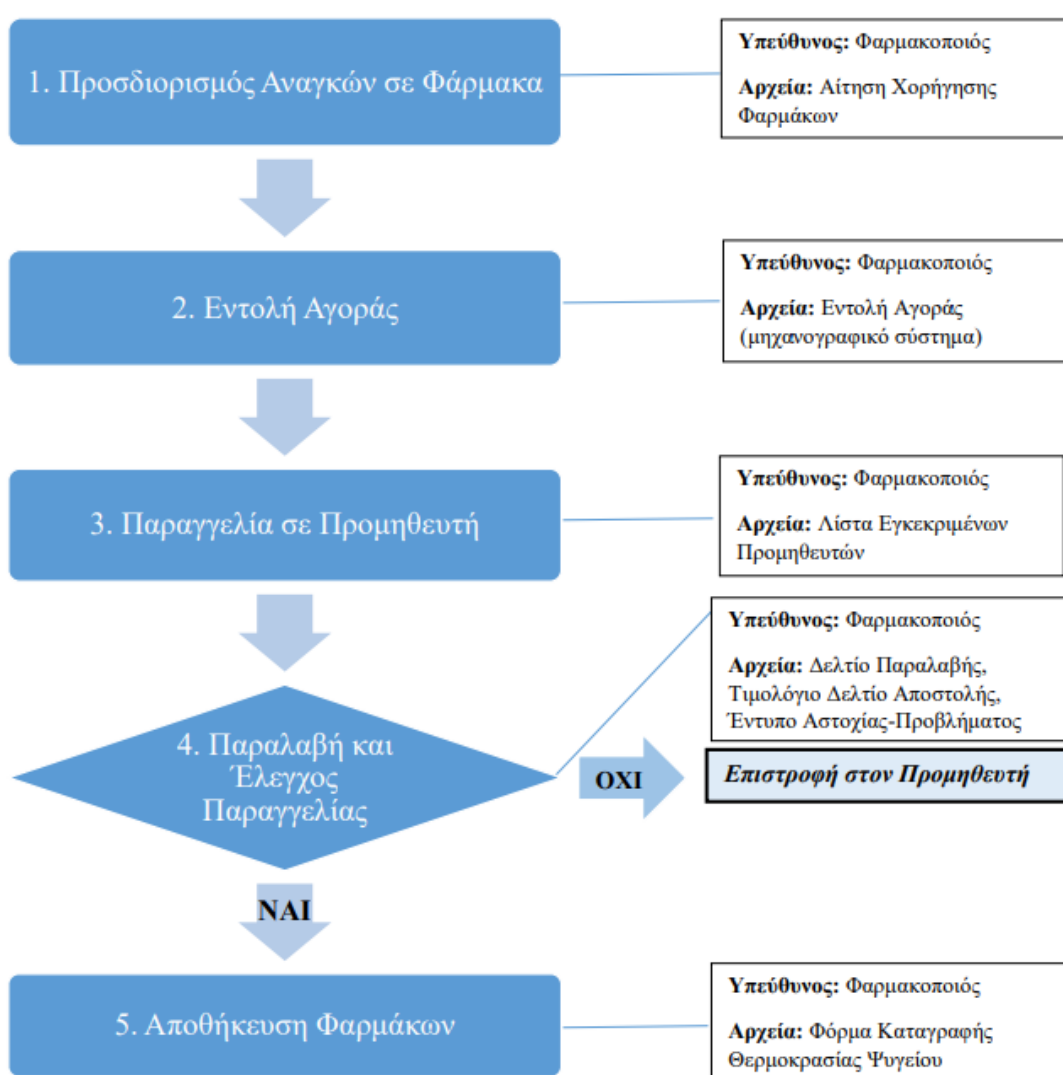 1. Προσδιορισμός Αναγκών σε Φάρμακα
Υπεύθυνος: Φαρμακοποιός
Αρχεία: Αίτηση Χορήγησης
Φαρμάκων
2. Εντολή Αγοράς
Υπεύθυνος: Φαρμακοποιός
Αρχεία: Εντολή Αγοράς
(μηχανογραφικό σύστημα)
3. Παραγγελία σε Προμηθευτή
Υπεύθυνος: Φαρμακοποιός
Αρχεία: Λίστα Εγκεκριμένων
Προμηθευτών
4. Παραλαβή και
Έλεγχος
Παραγγελίας
Υπεύθυνος: Φαρμακοποιός
Αρχεία: Δελτίο Παραλαβής,
Τιμολόγιο Δελτίο Αποστολής,
Έντυπο Αστοχίας-Προβλήματος
ΟΧΙ
Επιστροφή στον Προμηθευτή
ΝΑΙ
5. Αποθήκευση Φαρμάκων
Υπεύθυνος: Φαρμακοποιός
Αρχεία: Φόρμα Καταγραφής
Θερμοκρασίας Ψυγείου